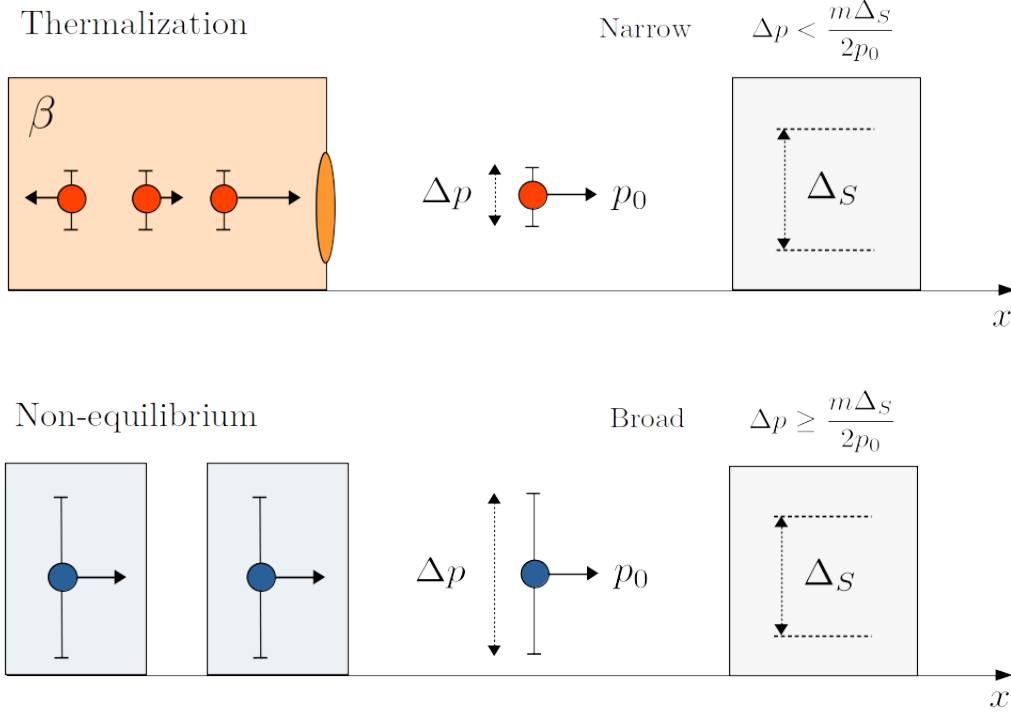 Thermalization
Narrow
Δp < mΔ_S / 2p_0
β
Δp
p_0
Δ_S
x
Non-equilibrium
Broad
Δp ≥ mΔ_S / 2p_0
Δp
p_0
Δ_S
x